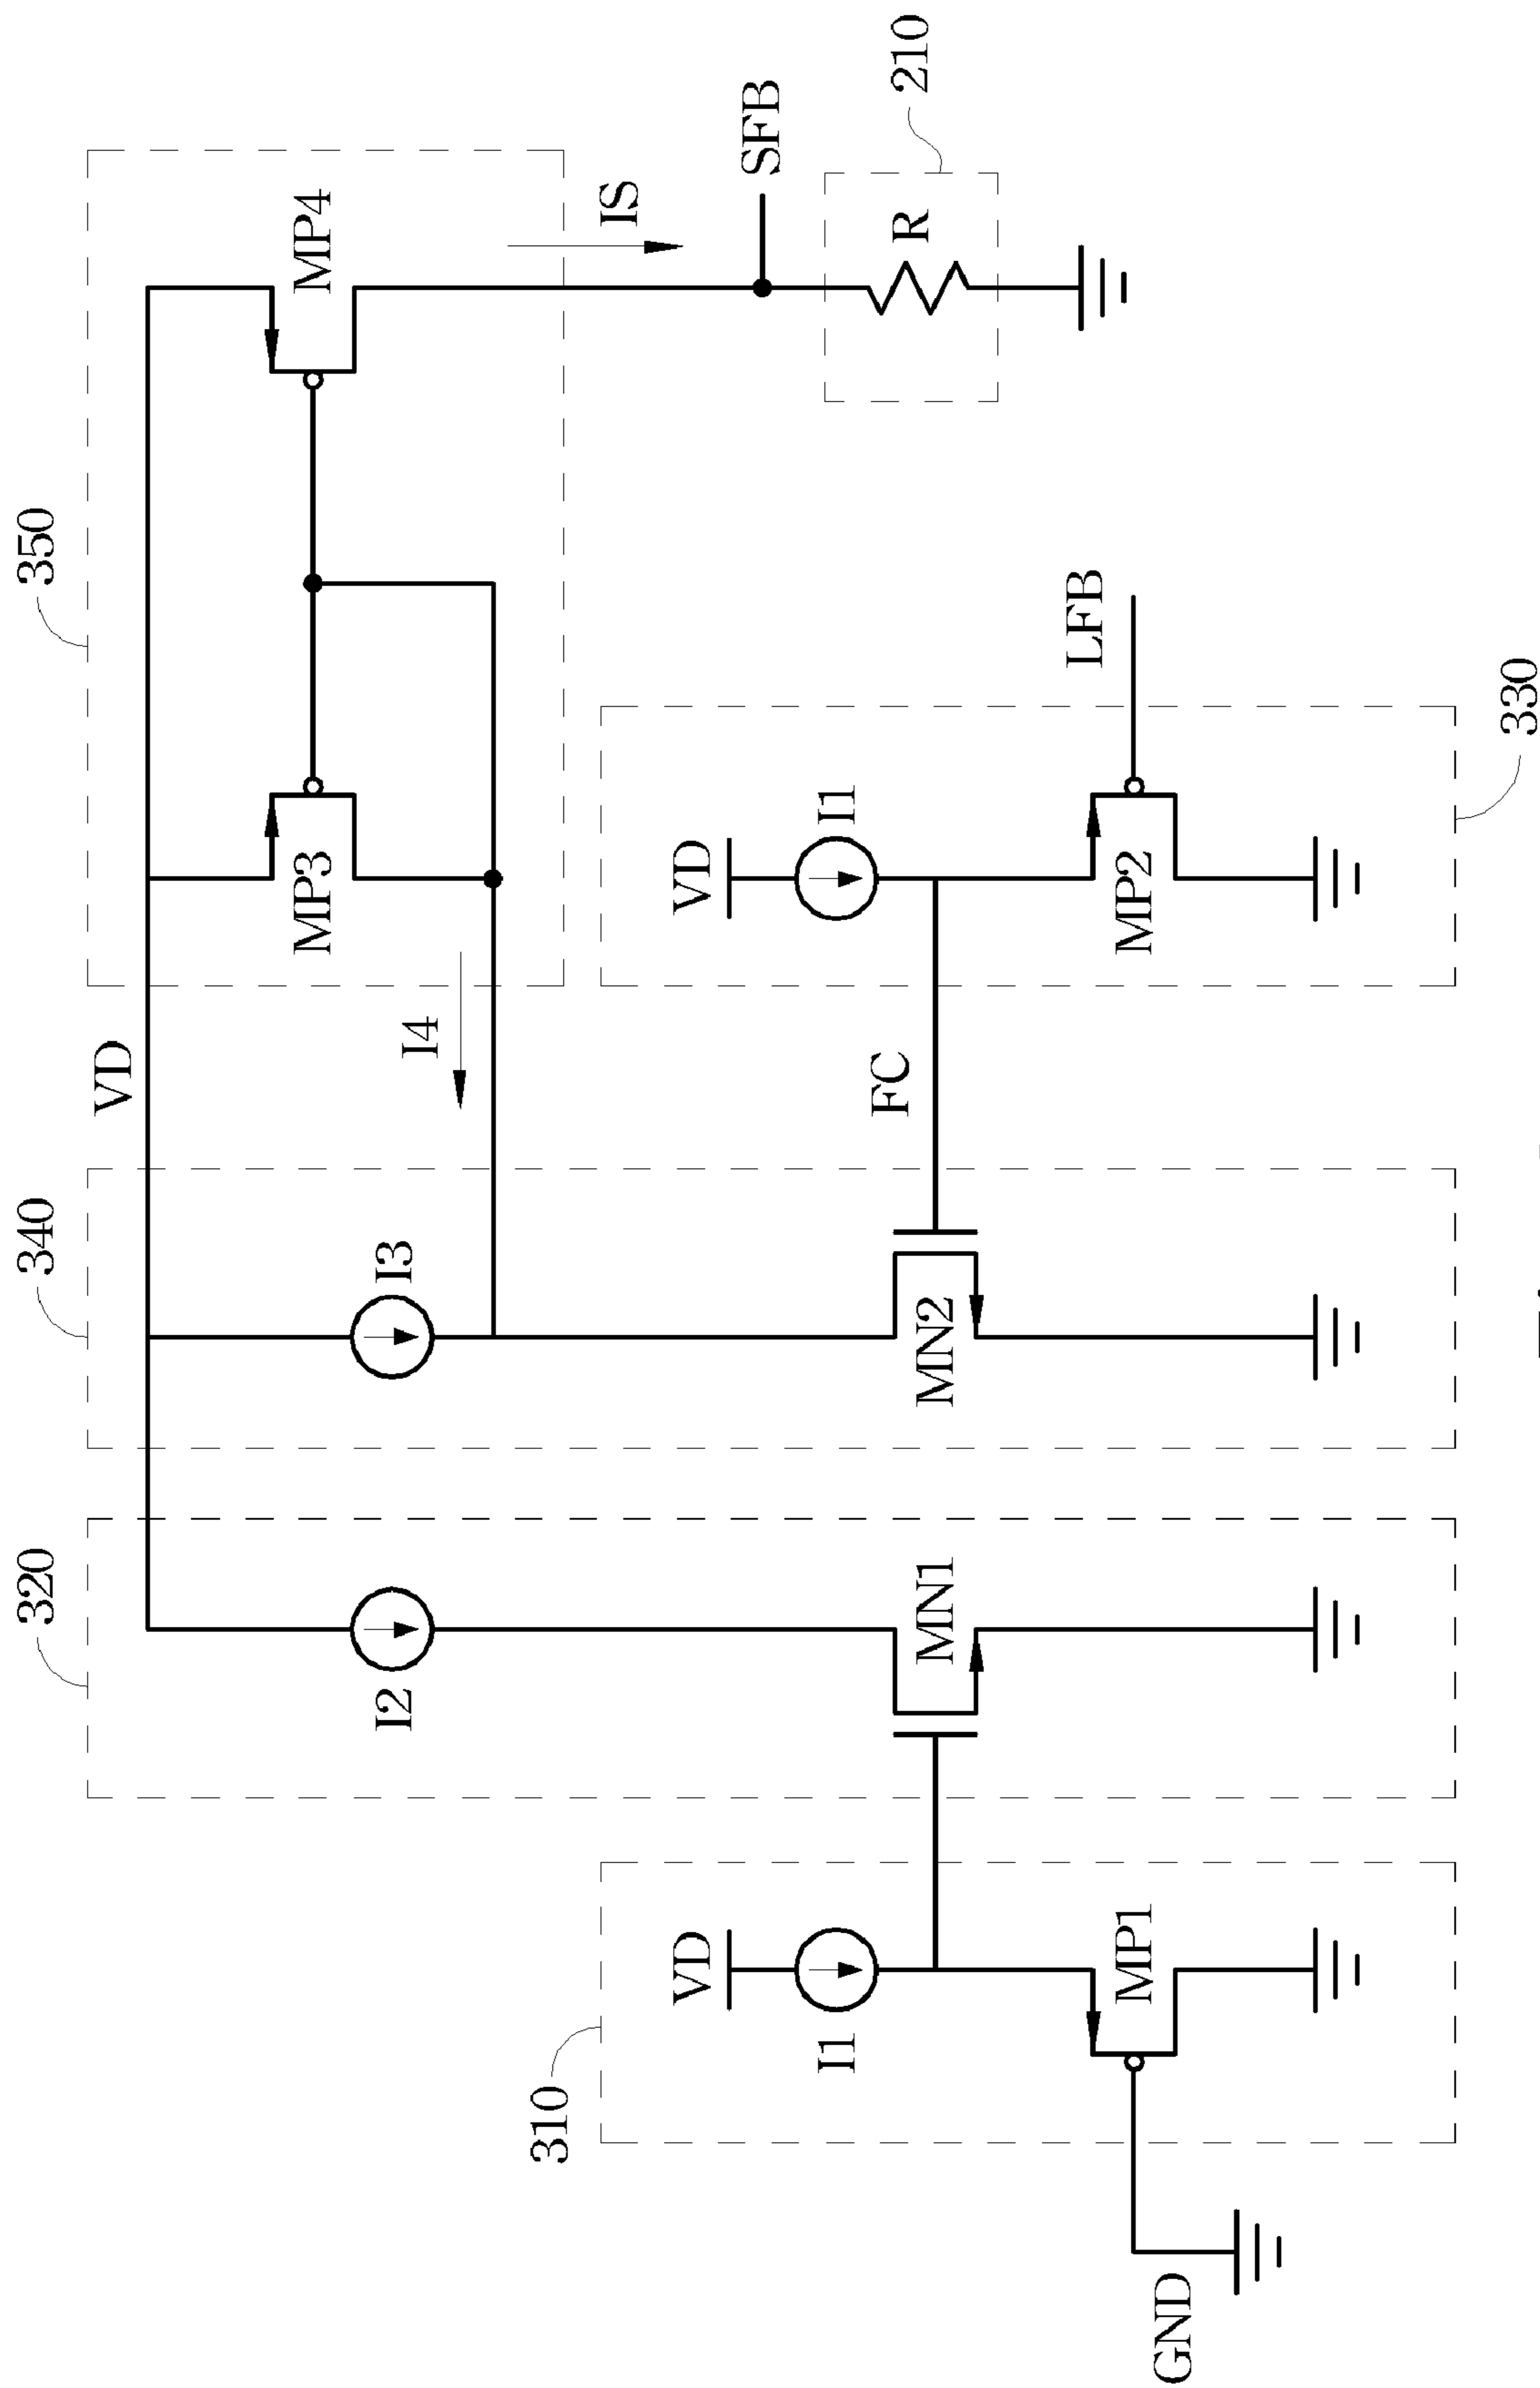 350
210
340
320
MP4
IS
SFB
R
VD
MP3
I4
I1
VD
LFB
I3
FC
MP2
330
MN2
I2
MN1
VD
I1
MP1
310
GND